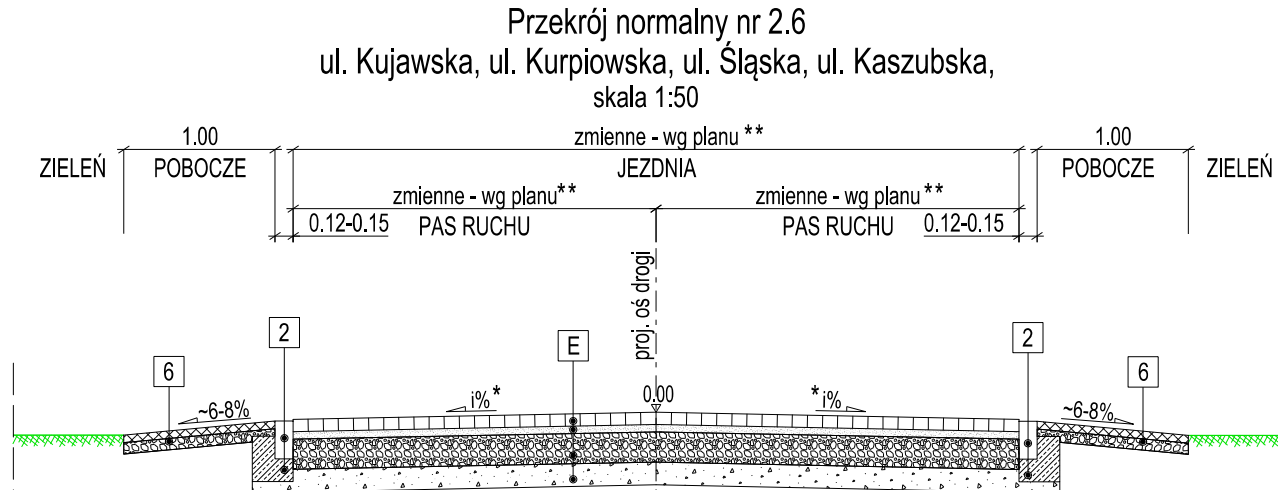 Przekrój normalny nr 2.6
ul. Kujawska, ul. Kurpiowska, ul. Śląska, ul. Kaszubska,
skala 1:50
1.00 zmienne - wg planu ** 1.00
ZIELEŃ POBOCZE JEZDNIA POBOCZE ZIELEŃ
zmienne - wg planu** zmienne - wg planu**
0.12-0.15 PAS RUCHU PAS RUCHU 0.12-0.15
proj. oś drogi
2 E 2
6 6
~6-8% i% * 0.00 * i% ~6-8%